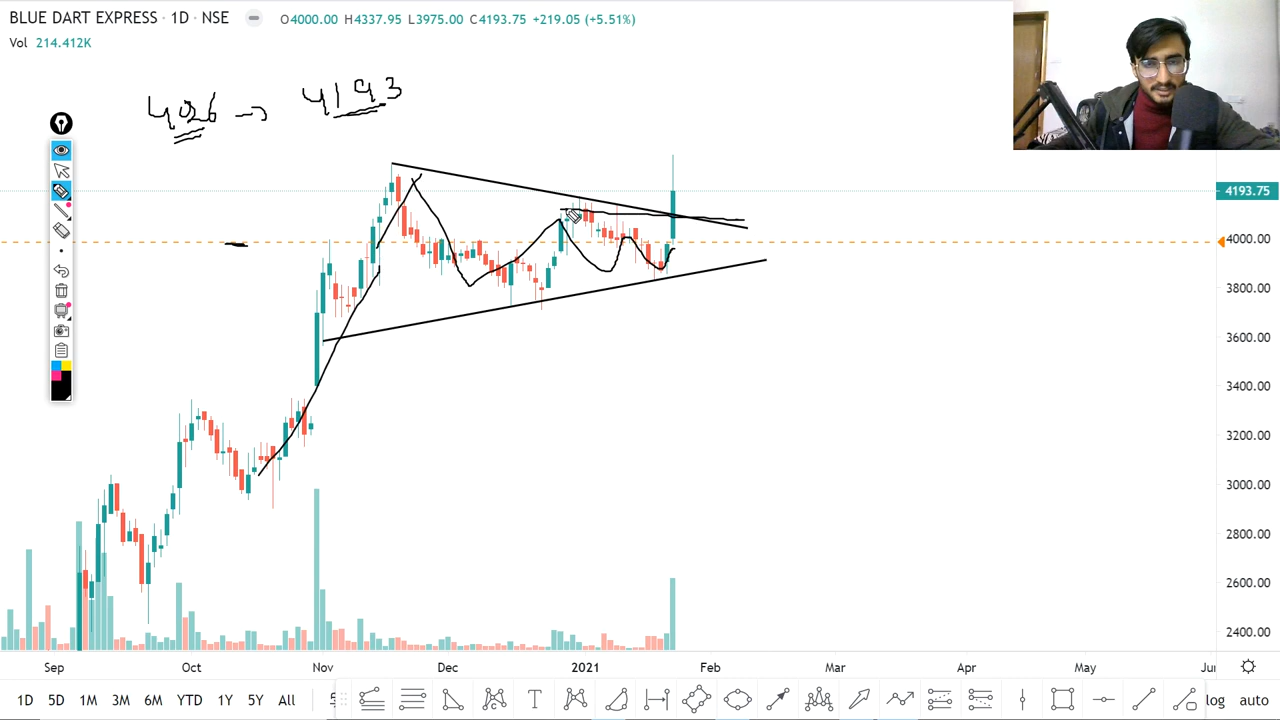 BLUE DART EXPRESS · 1D · NSE O4000.00 H4337.95 L3975.00 C4193.75 +219.05 (+5.51%)
Vol 214.412K
4026 → 4193
4193.75
4000.00
3800.00
3600.00
3400.00
3200.00
3000.00
2800.00
2600.00
2400.00
Sep Oct Nov Dec 2021 Feb Mar Apr May
1D 5D 1M 3M 6M YTD 1Y 5Y All T log auto